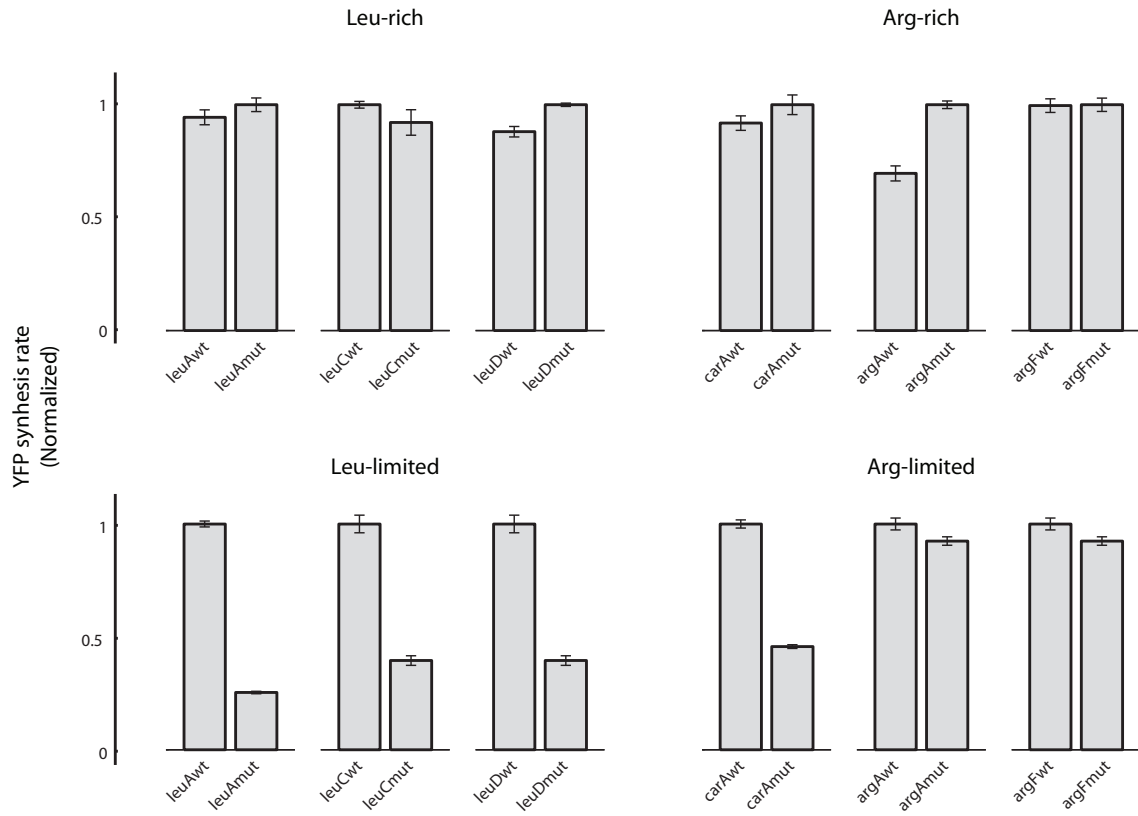 Leu-rich
Arg-rich
YFP synhesis rate
(Normalized)
1
0.5
0
leuAwt
leuAmut
leuCwt
leuCmut
leuDwt
leuDmut
carAwt
carAmut
argAwt
argAmut
argFwt
argFmut
Leu-limited
Arg-limited
1
0.5
0
leuAwt
leuAmut
leuCwt
leuCmut
leuDwt
leuDmut
carAwt
carAmut
argAwt
argAmut
argFwt
argFmut